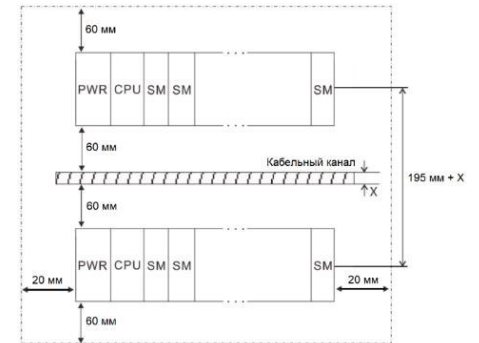 60 мм
PWR CPU SM SM ... SM
60 мм
Кабельный канал
195 мм + X
X
60 мм
PWR CPU SM SM ... SM
20 мм
20 мм
60 мм